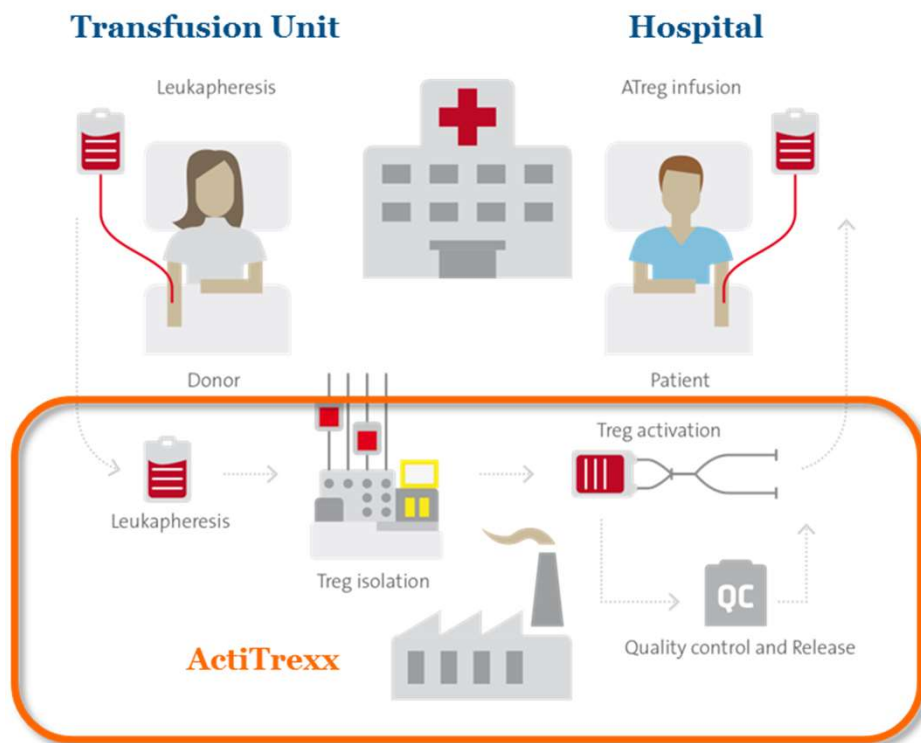 Transfusion Unit
Hospital
Leukapheresis
ATreg infusion
Donor
Patient
Treg activation
Leukapheresis
Treg isolation
QC
Quality control and Release
ActiTrexx